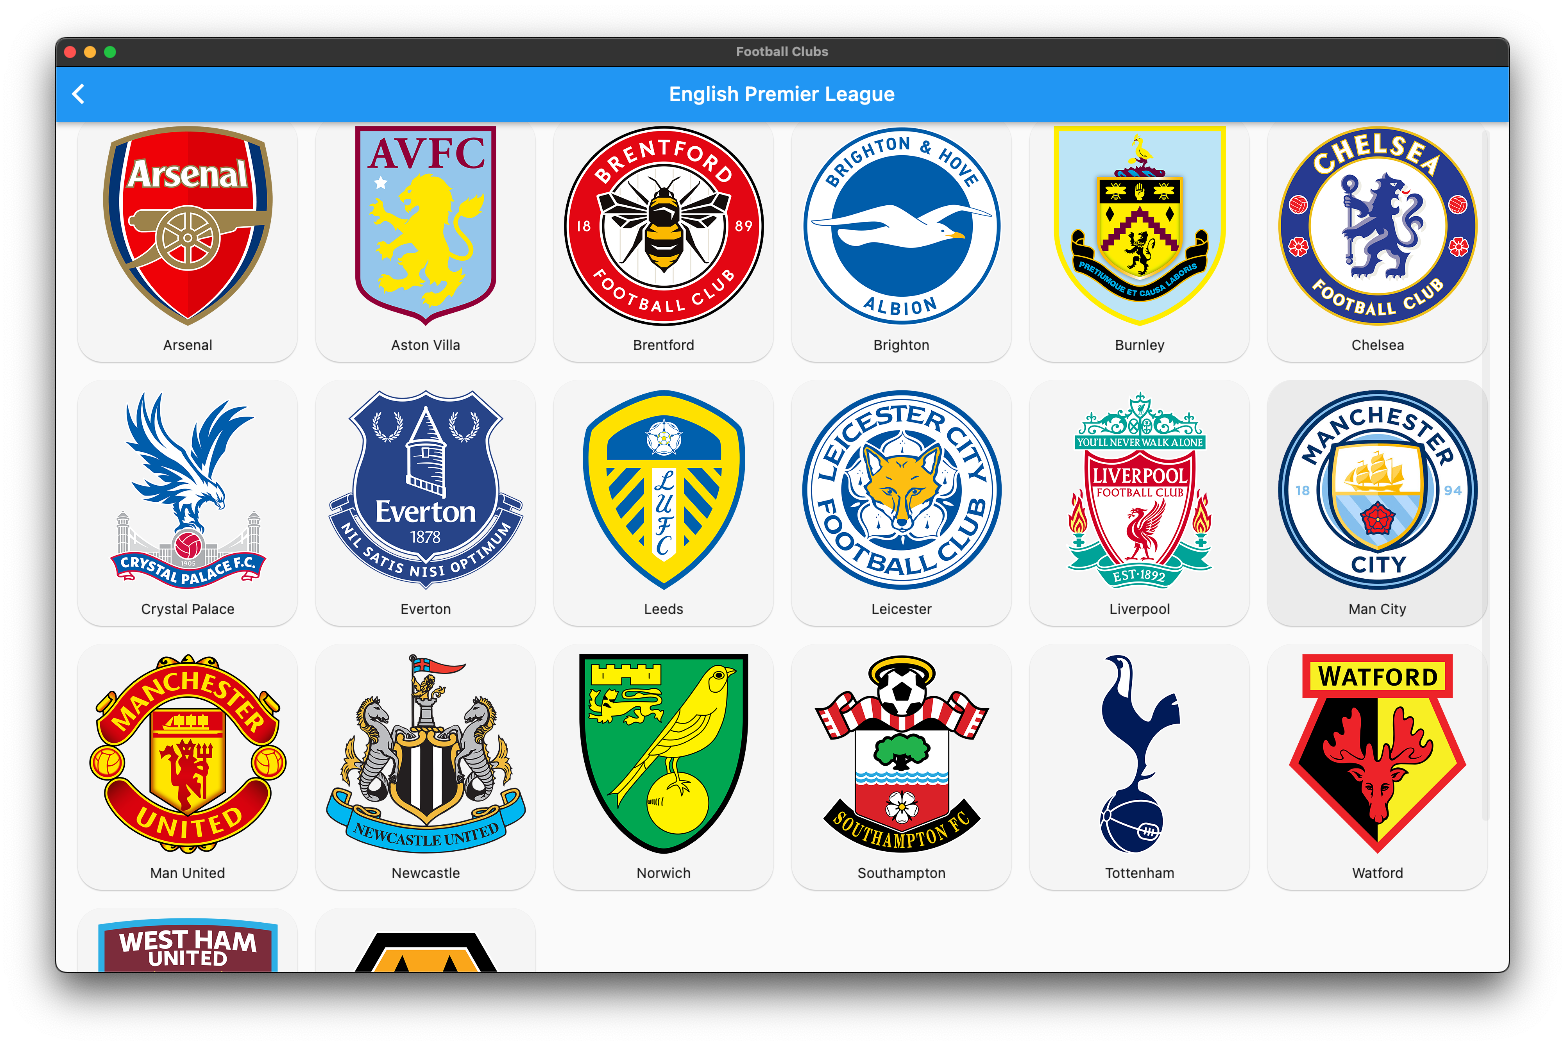 Football Clubs
English Premier League
Arsenal
Arsenal
AVFC
Aston Villa
BRENTFORD
18 89
FOOTBALL CLUB
Brentford
BRIGHTON & HOVE
ALBION
Brighton
PRETIUMQUE ET CAUSA LABORIS
Burnley
CHELSEA
FOOTBALL CLUB
Chelsea
1905
CRYSTAL PALACE F.C.
Crystal Palace
Everton
1878
NIL SATIS NISI OPTIMUM
Everton
LUFC
Leeds
LEICESTER CITY
FOOTBALL CLUB
Leicester
YOU'LL NEVER WALK ALONE
LIVERPOOL
FOOTBALL CLUB
EST·1892
Liverpool
MANCHESTER
18 94
CITY
Man City
MANCHESTER
UNITED
Man United
NEWCASTLE UNITED
Newcastle
Norwich
SOUTHAMPTON FC
Southampton
Tottenham
WATFORD
Watford
WEST HAM
UNITED